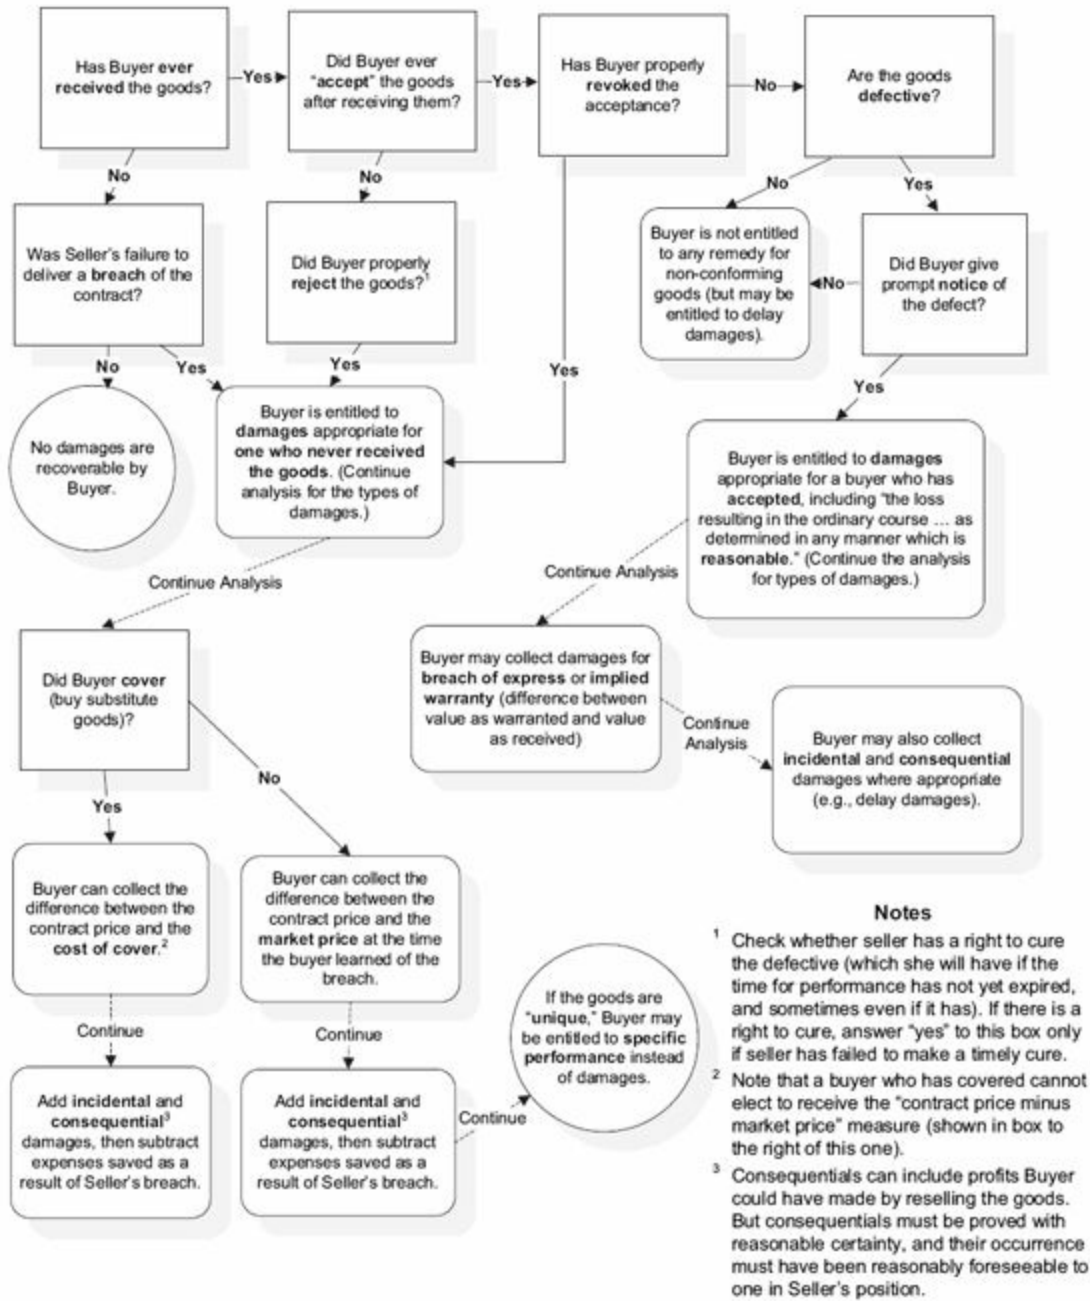 Has Buyer ever
received the goods?
Yes
Did Buyer ever
"accept" the goods
after receiving them?
Yes
Has Buyer properly
revoked the
acceptance?
No
Are the goods
defective?
No
No
No
Yes
Was Seller's failure to
deliver a breach of the
contract?
Did Buyer properly
reject the goods?1
Buyer is not entitled
to any remedy for
non-conforming
goods (but may be
entitled to delay
damages).
No
Did Buyer give
prompt notice of
the defect?
No
Yes
Yes
Yes
Yes
No damages are
recoverable by
Buyer.
Buyer is entitled to
damages appropriate for
one who never received
the goods. (Continue
analysis for the types of
damages.)
Buyer is entitled to damages
appropriate for a buyer who has
accepted, including "the loss
resulting in the ordinary course ... as
determined in any manner which is
reasonable." (Continue the analysis
for types of damages.)
Continue Analysis
Continue Analysis
Did Buyer cover
(buy substitute
goods)?
Buyer may collect damages for
breach of express or implied
warranty (difference between
value as warranted and value
as received)
Continue
Analysis
Buyer may also collect
incidental and consequential
damages where appropriate
(e.g., delay damages).
Yes
No
Buyer can collect the
difference between the
contract price and the
cost of cover.2
Buyer can collect the
difference between the
contract price and the
market price at the time
the buyer learned of the
breach.
Continue
Continue
Add incidental and
consequential3
damages, then subtract
expenses saved as a
result of Seller's breach.
Add incidental and
consequential3
damages, then subtract
expenses saved as a
result of Seller's breach.
Continue
If the goods are
"unique," Buyer may
be entitled to specific
performance instead
of damages.
Notes
1 Check whether seller has a right to cure
the defective (which she will have if the
time for performance has not yet expired,
and sometimes even if it has). If there is a
right to cure, answer "yes" to this box only
if seller has failed to make a timely cure.
2 Note that a buyer who has covered cannot
elect to receive the "contract price minus
market price" measure (shown in box to
the right of this one).
3 Consequentials can include profits Buyer
could have made by reselling the goods.
But consequentials must be proved with
reasonable certainty, and their occurrence
must have been reasonably foreseeable to
one in Seller's position.